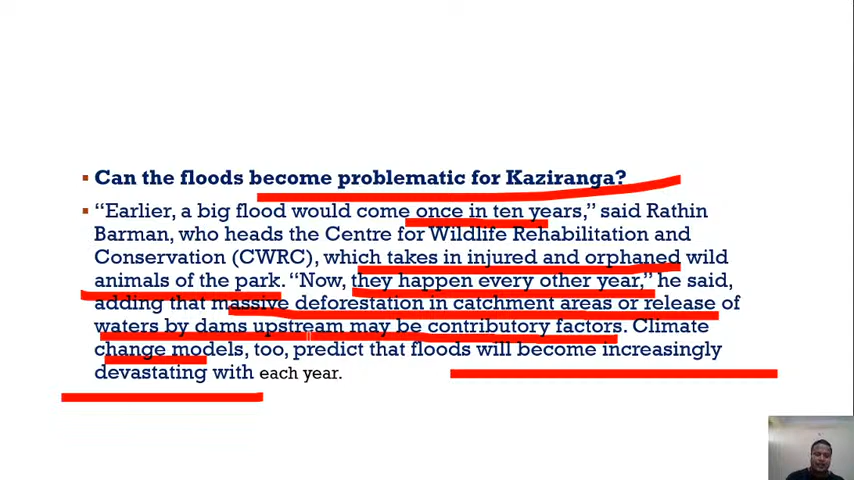 ▪ Can the floods become problematic for Kaziranga?
▪ “Earlier, a big flood would come once in ten years,” said Rathin
Barman, who heads the Centre for Wildlife Rehabilitation and
Conservation (CWRC), which takes in injured and orphaned wild
animals of the park. “Now, they happen every other year,” he said,
adding that massive deforestation in catchment areas or release of
waters by dams upstream may be contributory factors. Climate
change models, too, predict that floods will become increasingly
devastating with each year.